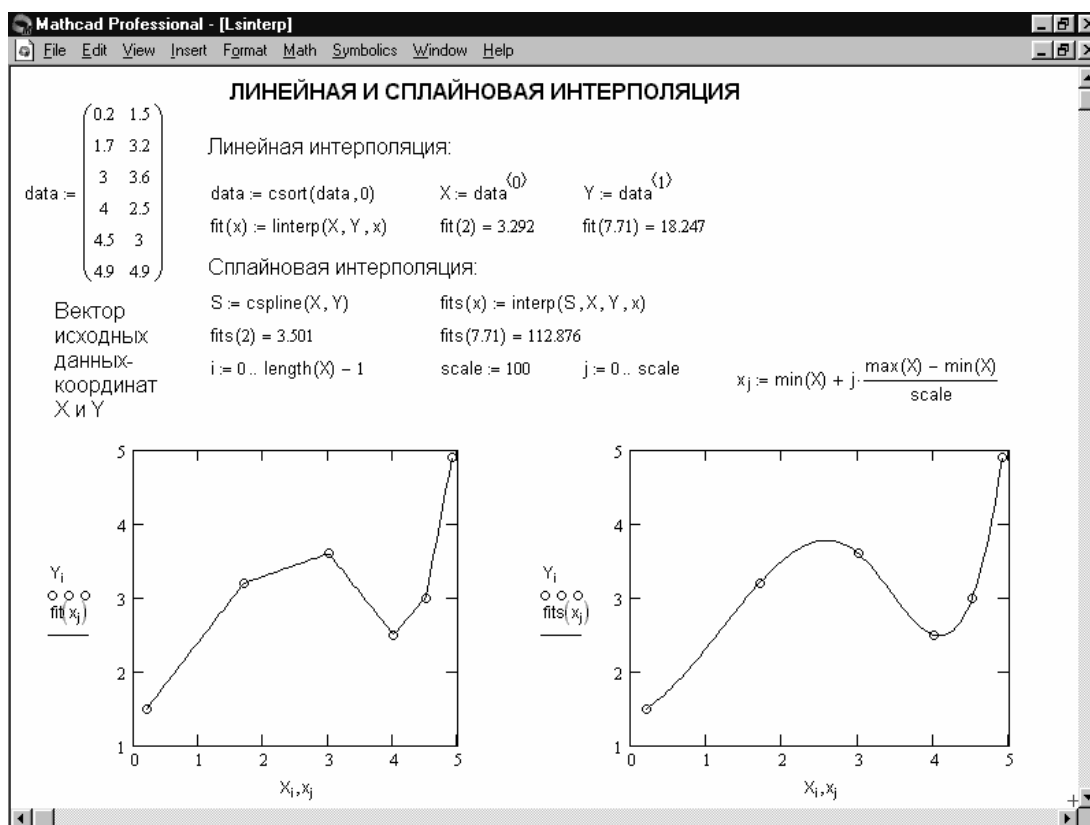 Mathcad Professional - [Lsinterp]
File Edit View Insert Format Math Symbolics Window Help
ЛИНЕЙНАЯ И СПЛАЙНОВАЯ ИНТЕРПОЛЯЦИЯ
data :=
0.2 1.5
1.7 3.2
3 3.6
4 2.5
4.5 3
4.9 4.9
Линейная интерполяция:
data := csort(data,0) X := data⟨0⟩ Y := data⟨1⟩
fit(x) := linterp(X,Y,x) fit(2) = 3.292 fit(7.71) = 18.247
Сплайновая интерполяция:
S := cspline(X,Y) fits(x) := interp(S,X,Y,x)
fits(2) = 3.501 fits(7.71) = 112.876
i := 0.. length(X) − 1 scale := 100 j := 0.. scale
xj := min(X) + j·
max(X) − min(X)
scale
Вектор
исходных
данных-
координат
X и Y
5
4
3
2
1
Yi
fit(xj)
0 1 2 3 4 5
Xi,xj
5
4
3
2
1
Yi
fits(xj)
0 1 2 3 4 5
Xi,xj